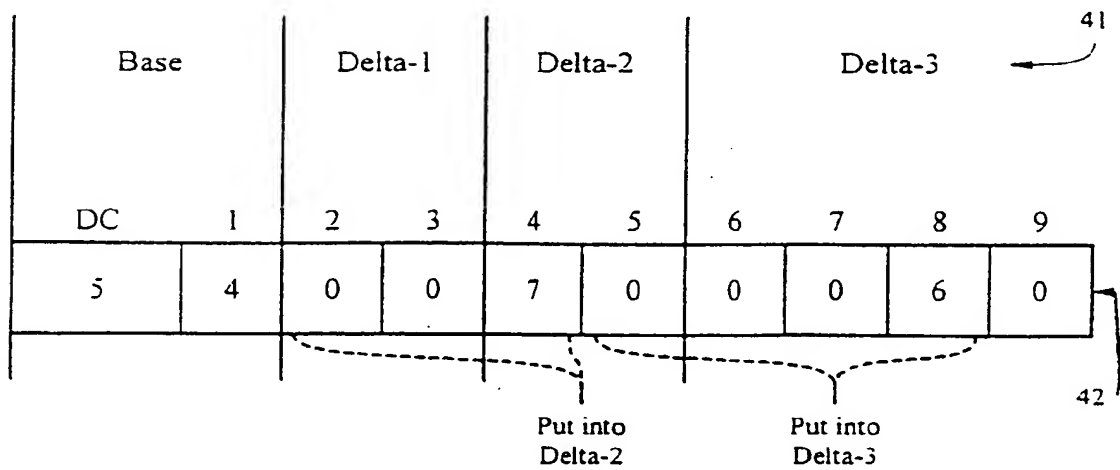 41
Base Delta-1 Delta-2 Delta-3
DC 1 2 3 4 5 6 7 8 9
5 4 0 0 7 0 0 0 6 0
42
Put into Put into
Delta-2 Delta-3